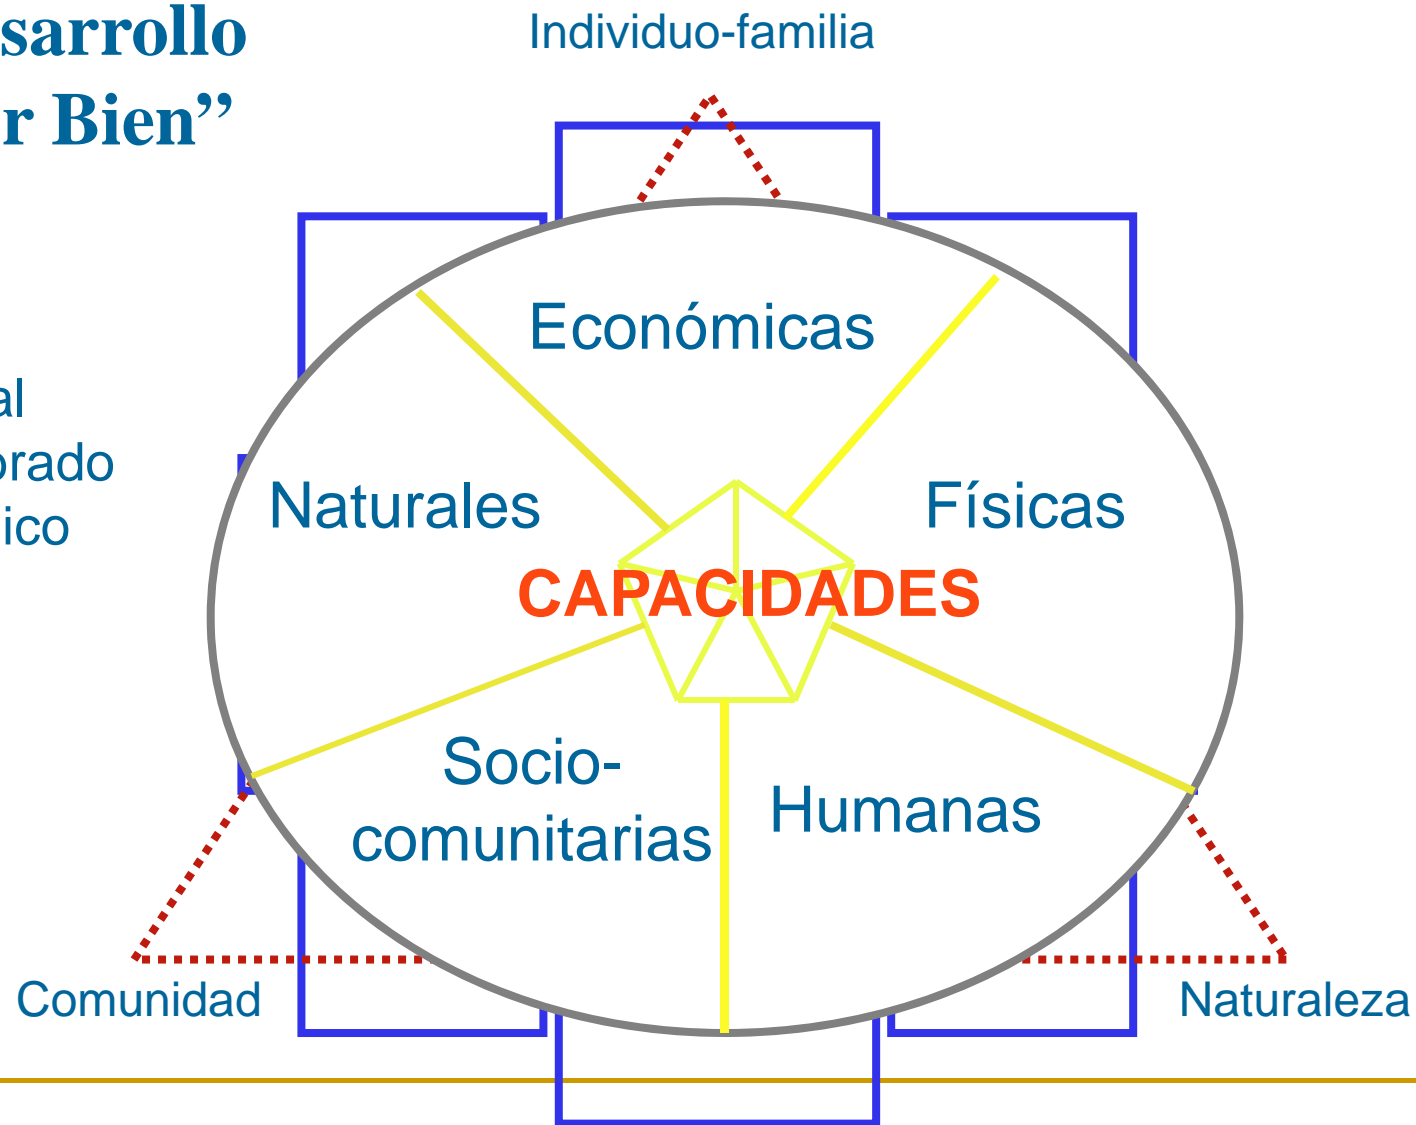 sarrollo
r Bien”
Individuo-familia
Económicas
al
orado
ico
Naturales
Físicas
CAPACIDADES
Socio-
comunitarias
Humanas
Comunidad
Naturaleza